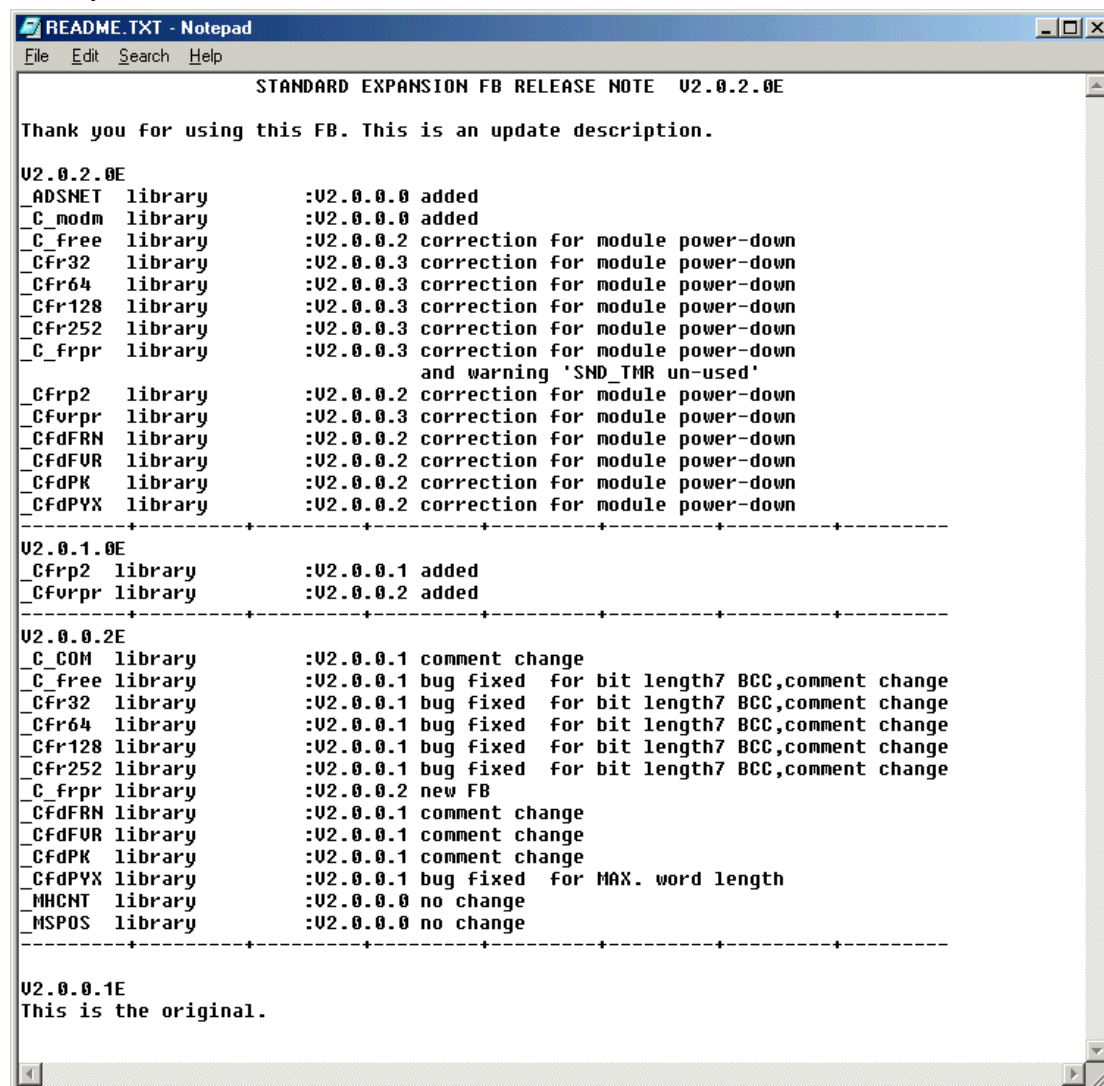 README.TXT - Notepad
File Edit Search Help
STANDARD EXPANSION FB RELEASE NOTE V2.0.2.0E
Thank you for using this FB. This is an update description.
V2.0.2.0E
_ADSNET library :V2.0.0.0 added
_C_modm library :V2.0.0.0 added
_C_free library :V2.0.0.2 correction for module power-down
_Cfr32 library :V2.0.0.3 correction for module power-down
_Cfr64 library :V2.0.0.3 correction for module power-down
_Cfr128 library :V2.0.0.3 correction for module power-down
_Cfr252 library :V2.0.0.3 correction for module power-down
_C_frpr library :V2.0.0.3 correction for module power-down
and warning 'SND_TMR un-used'
_Cfrp2 library :V2.0.0.2 correction for module power-down
_Cfvrpr library :V2.0.0.3 correction for module power-down
_CfdFRN library :V2.0.0.2 correction for module power-down
_CfdFVR library :V2.0.0.2 correction for module power-down
_CfdPK library :V2.0.0.2 correction for module power-down
_CfdPYX library :V2.0.0.2 correction for module power-down
---------+---------+---------+---------+---------+---------+---------+---------
V2.0.1.0E
_Cfrp2 library :V2.0.0.1 added
_Cfvrpr library :V2.0.0.2 added
---------+---------+---------+---------+---------+---------+---------+---------
V2.0.0.2E
_C_COM library :V2.0.0.1 comment change
_C_free library :V2.0.0.1 bug fixed for bit length7 BCC,comment change
_Cfr32 library :V2.0.0.1 bug fixed for bit length7 BCC,comment change
_Cfr64 library :V2.0.0.1 bug fixed for bit length7 BCC,comment change
_Cfr128 library :V2.0.0.1 bug fixed for bit length7 BCC,comment change
_Cfr252 library :V2.0.0.1 bug fixed for bit length7 BCC,comment change
_C_frpr library :V2.0.0.2 new FB
_CfdFRN library :V2.0.0.1 comment change
_CfdFVR library :V2.0.0.1 comment change
_CfdPK library :V2.0.0.1 comment change
_CfdPYX library :V2.0.0.1 bug fixed for MAX. word length
_MHCNT library :V2.0.0.0 no change
_MSPOS library :V2.0.0.0 no change
---------+---------+---------+---------+---------+---------+---------+---------
V2.0.0.1E
This is the original.